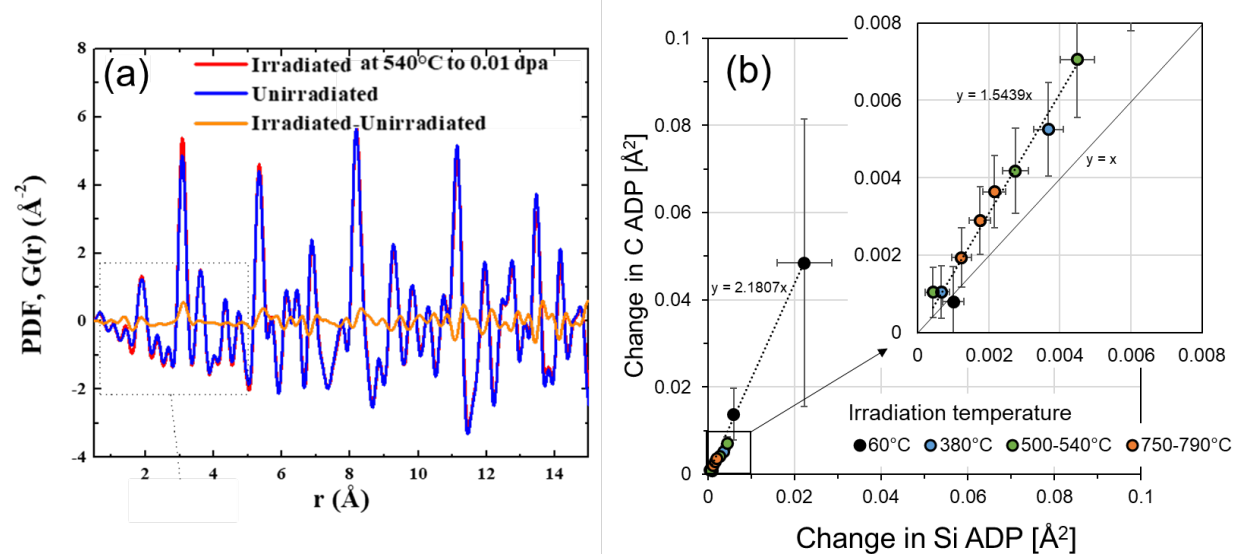 (a)
Irradiated at 540°C to 0.01 dpa
Unirradiated
Irradiated-Unirradiated
PDF, G(r) (Å⁻²)
8
6
4
2
0
-2
-4
2 4 6 8 10 12 14
r (Å)
(b)
Change in C ADP [Å²]
0.1
0.08
0.06
0.04
0.02
0
y = 2.1807x
0 0.02 0.04 0.06 0.08 0.1
Change in Si ADP [Å²]
0.008
0.006
0.004
0.002
0
y = 1.5439x
y = x
0 0.002 0.004 0.006 0.008
Irradiation temperature
60°C 380°C 500-540°C 750-790°C